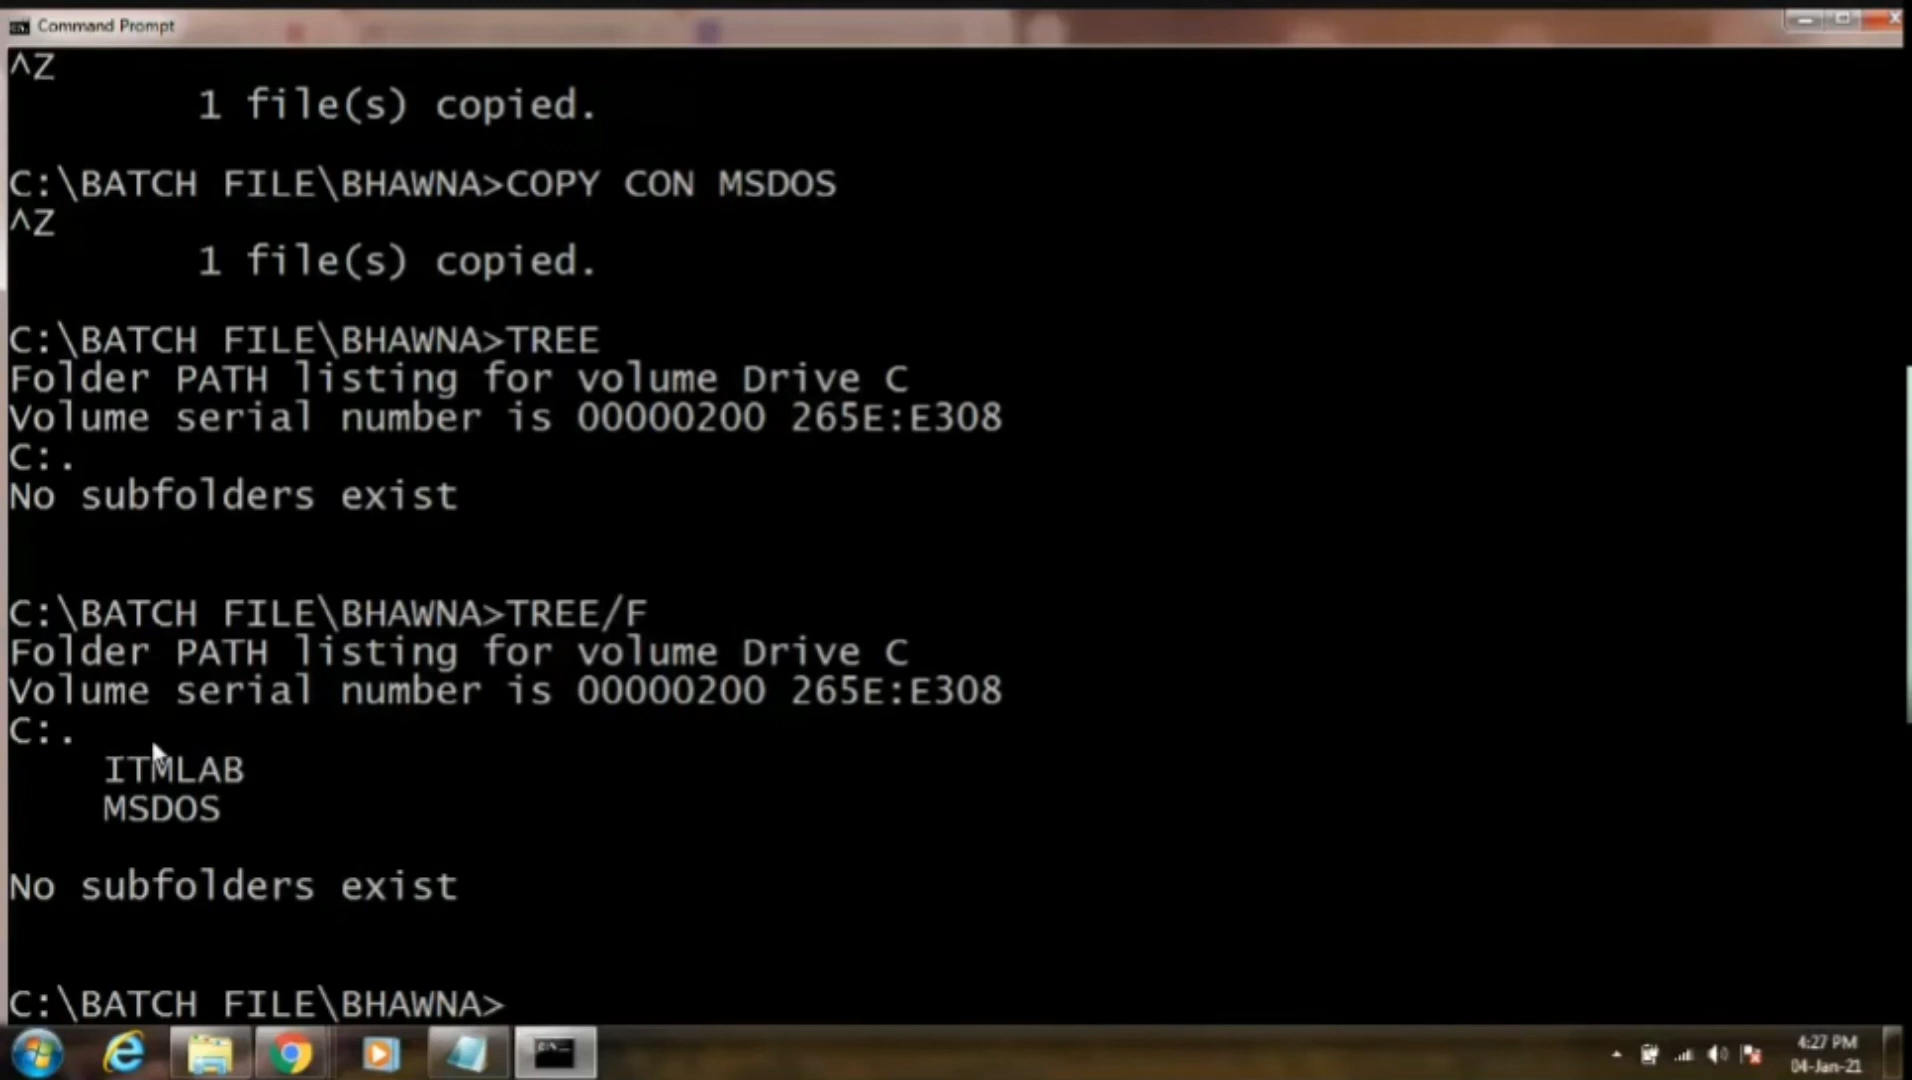 Command Prompt
^Z
1 file(s) copied.
C:\BATCH FILE\BHAWNA>COPY CON MSDOS
^Z
1 file(s) copied.
C:\BATCH FILE\BHAWNA>TREE
Folder PATH listing for volume Drive C
Volume serial number is 00000200 265E:E308
C:.
No subfolders exist
C:\BATCH FILE\BHAWNA>TREE/F
Folder PATH listing for volume Drive C
Volume serial number is 00000200 265E:E308
C:.
ITMLAB
MSDOS
No subfolders exist
C:\BATCH FILE\BHAWNA>
4:27 PM
04-Jan-21